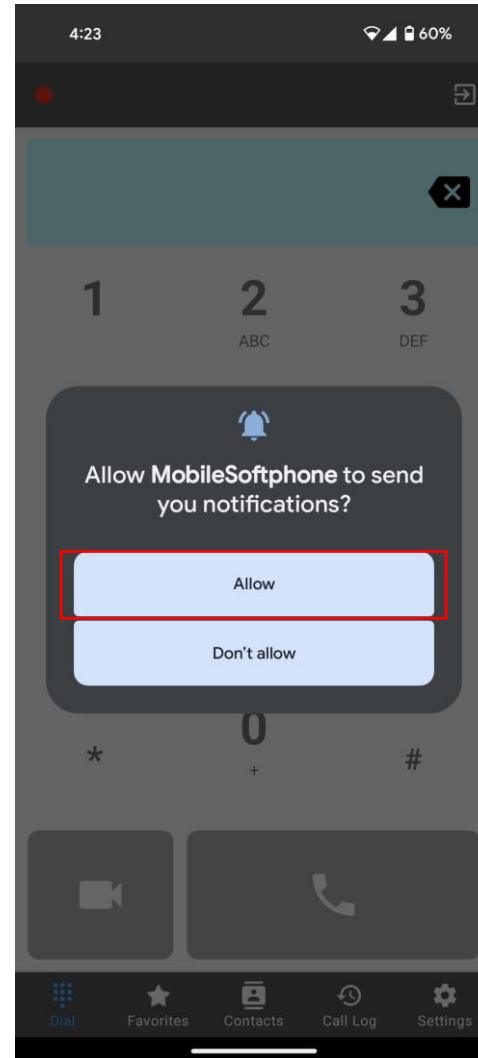 4:23 60%
1 2 3
ABC DEF
Allow MobileSoftphone to send
you notifications?
Allow
Don't allow
* 0 #
+
Dial Favorites Contacts Call Log Settings